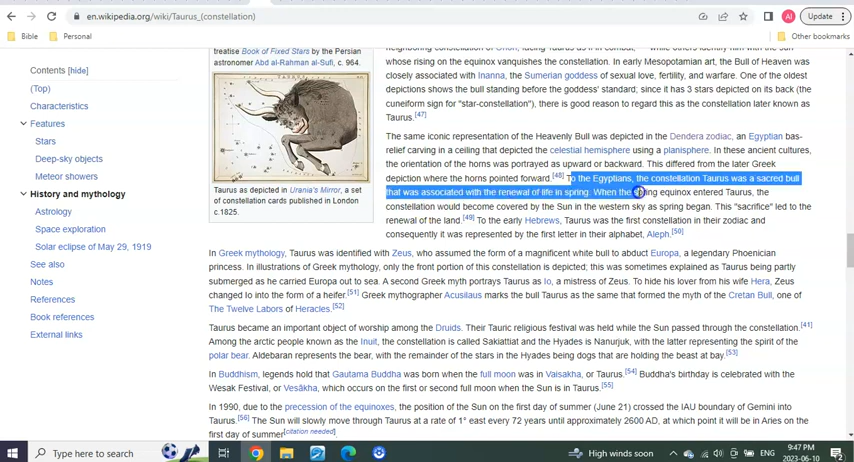 en.wikipedia.org/wiki/Taurus_(constellation)
AI
Update
Bible
Personal
Other bookmarks
Contents [hide]
(Top)
Characteristics
Features
Stars
Deep-sky objects
Meteor showers
History and mythology
Astrology
Space exploration
Solar eclipse of May 29, 1919
See also
Notes
References
Book references
External links
treatise Book of Fixed Stars by the Persian
astronomer Abd al-Rahman al-Sufi, c. 964.
Taurus as depicted in Urania's Mirror, a set
of constellation cards published in London
c.1825.
neighboring constellation of Orion, facing Taurus as if in combat, while others identify him with the sun
whose rising on the equinox vanquishes the constellation. In early Mesopotamian art, the Bull of Heaven was
closely associated with Inanna, the Sumerian goddess of sexual love, fertility, and warfare. One of the oldest
depictions shows the bull standing before the goddess' standard; since it has 3 stars depicted on its back (the
cuneiform sign for "star-constellation"), there is good reason to regard this as the constellation later known as
Taurus.[47]
The same iconic representation of the Heavenly Bull was depicted in the Dendera zodiac, an Egyptian bas-
relief carving in a ceiling that depicted the celestial hemisphere using a planisphere. In these ancient cultures,
the orientation of the horns was portrayed as upward or backward. This differed from the later Greek
depiction where the horns pointed forward.[48] To the Egyptians, the constellation Taurus was a sacred bull
that was associated with the renewal of life in spring. When the spring equinox entered Taurus, the
constellation would become covered by the Sun in the western sky as spring began. This "sacrifice" led to the
renewal of the land.[49] To the early Hebrews, Taurus was the first constellation in their zodiac and
consequently it was represented by the first letter in their alphabet, Aleph.[50]
In Greek mythology, Taurus was identified with Zeus, who assumed the form of a magnificent white bull to abduct Europa, a legendary Phoenician
princess. In illustrations of Greek mythology, only the front portion of this constellation is depicted; this was sometimes explained as Taurus being partly
submerged as he carried Europa out to sea. A second Greek myth portrays Taurus as Io, a mistress of Zeus. To hide his lover from his wife Hera, Zeus
changed Io into the form of a heifer.[51] Greek mythographer Acusilaus marks the bull Taurus as the same that formed the myth of the Cretan Bull, one of
The Twelve Labors of Heracles.[52]
Taurus became an important object of worship among the Druids. Their Tauric religious festival was held while the Sun passed through the constellation.[41]
Among the arctic people known as the Inuit, the constellation is called Sakiattiat and the Hyades is Nanurjuk, with the latter representing the spirit of the
polar bear. Aldebaran represents the bear, with the remainder of the stars in the Hyades being dogs that are holding the beast at bay.[53]
In Buddhism, legends hold that Gautama Buddha was born when the full moon was in Vaisakha, or Taurus.[54] Buddha's birthday is celebrated with the
Wesak Festival, or Vesākha, which occurs on the first or second full moon when the Sun is in Taurus.[55]
In 1990, due to the precession of the equinoxes, the position of the Sun on the first day of summer (June 21) crossed the IAU boundary of Gemini into
Taurus.[56] The Sun will slowly move through Taurus at a rate of 1° east every 72 years until approximately 2600 AD, at which point it will be in Aries on the
first day of summer[citation needed].
Type here to search
High winds soon
ENG
9:47 PM
2023-06-10
2